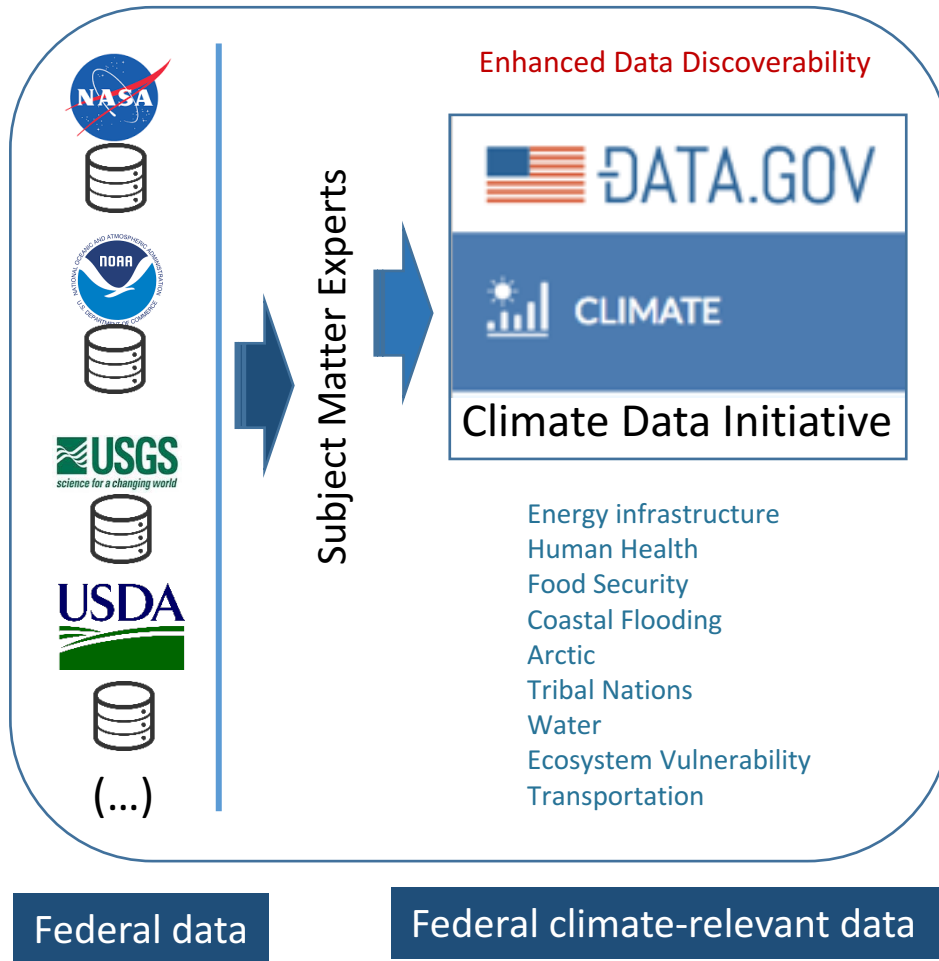 NASA
NATIONAL OCEANIC AND ATMOSPHERIC ADMINISTRATION
NOAA
U.S. DEPARTMENT OF COMMERCE
USGS
science for a changing world
USDA
(...)
Subject Matter Experts
Enhanced Data Discoverability
DATA.GOV
CLIMATE
Climate Data Initiative
Energy infrastructure
Human Health
Food Security
Coastal Flooding
Arctic
Tribal Nations
Water
Ecosystem Vulnerability
Transportation
Federal data
Federal climate-relevant data